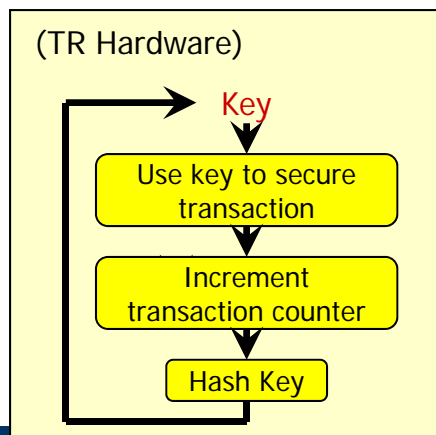 (TR Hardware)
Key
Use key to secure
transaction
Increment
transaction counter
Hash Key